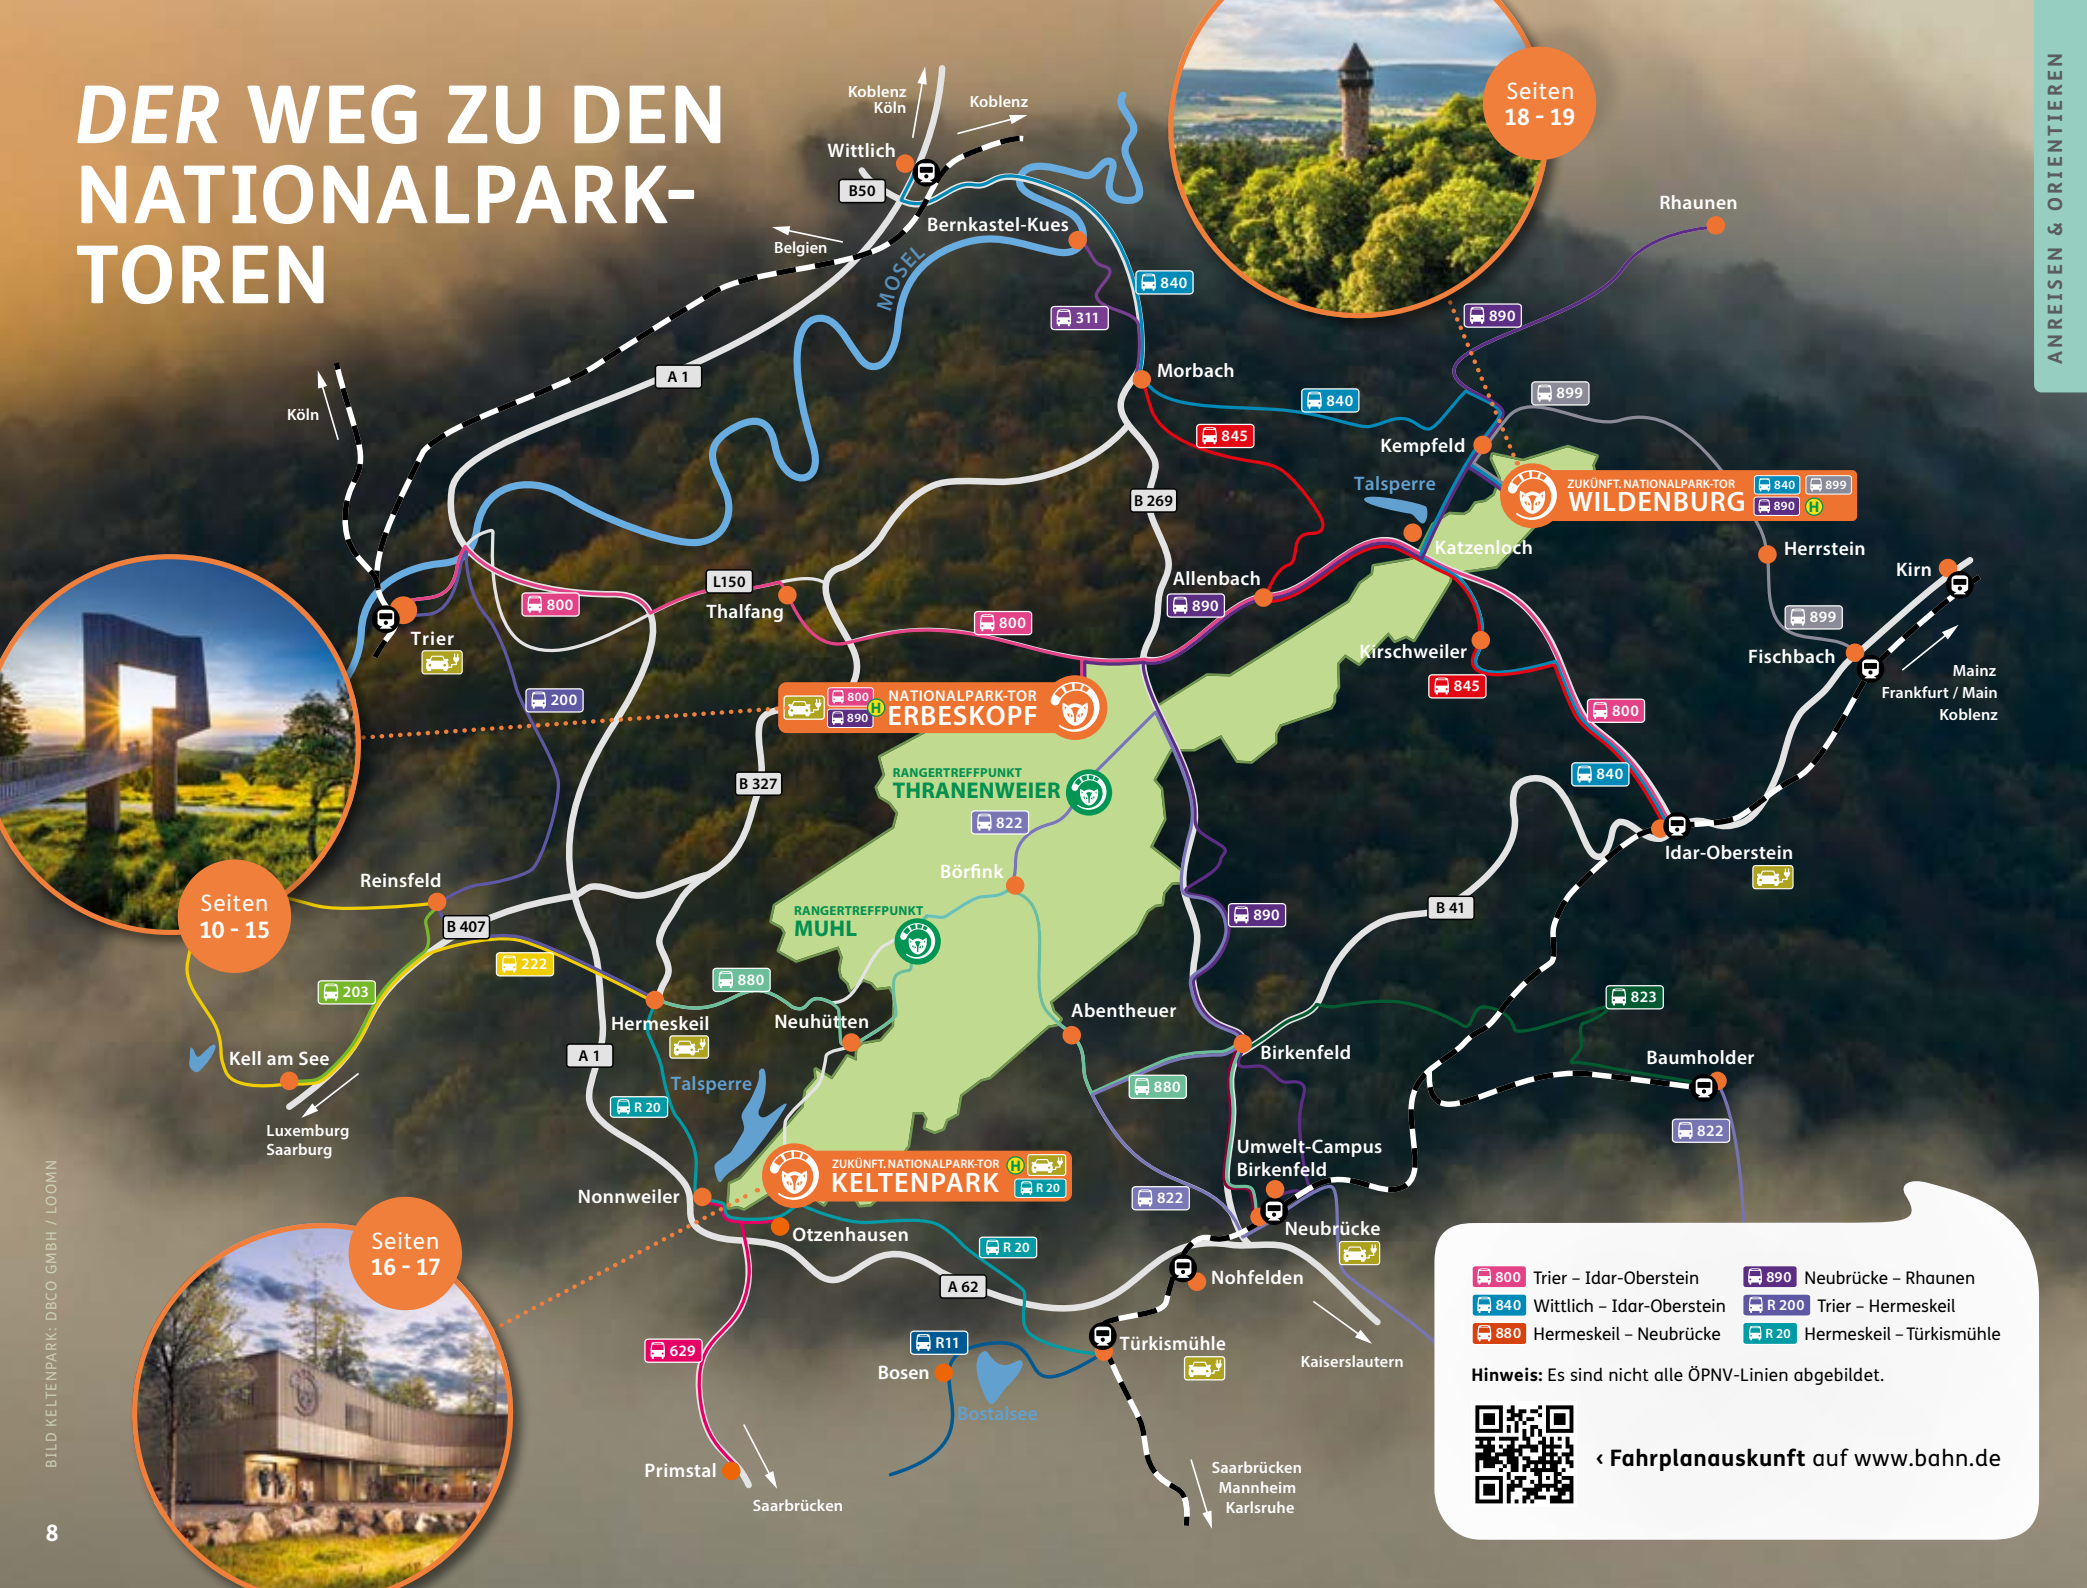 DER WEG ZU DEN
NATIONALPARK-
TOREN
ANREISEN & ORIENTIEREN
Seiten
18 - 19
Koblenz
Köln
Koblenz
Wittlich
B50
Belgien
Bernkastel-Kues
MOSEL
840
311
Rhaunen
890
A 1
Köln
Morbach
840
899
845
Kempfeld
Talsperre
ZUKÜNFT. NATIONALPARK-TOR
WILDENBURG
840
899
890
H
B 269
Katzenloch
Herrstein
Kirn
L150
Thalfang
800
Allenbach
890
800
899
Trier
Kirschweiler
Fischbach
845
Mainz
Frankfurt / Main
Koblenz
200
800
890
H
NATIONALPARK-TOR
ERBESKOPF
800
RANGERTREFFPUNKT
THRANENWEIER
B 327
840
822
Idar-Oberstein
Börfink
Reinsfeld
Seiten
10 - 15
B 407
RANGERTREFFPUNKT
MUHL
890
B 41
222
880
203
823
Hermeskeil
Neuhütten
Abentheuer
Birkenfeld
Kell am See
A 1
Baumholder
Talsperre
880
R 20
Luxemburg
Saarburg
822
Umwelt-Campus
Birkenfeld
ZUKÜNFT. NATIONALPARK-TOR
KELTENPARK
H
R 20
Nonnweiler
822
Otzenhausen
Neubrücke
R 20
Seiten
16 - 17
Nohfelden
A 62
629
R11
Türkismühle
Bosen
Kaiserslautern
Bostalsee
Primstal
Saarbrücken
Saarbrücken
Mannheim
Karlsruhe
800 Trier – Idar-Oberstein
840 Wittlich – Idar-Oberstein
880 Hermeskeil – Neubrücke
890 Neubrücke – Rhaunen
R 200 Trier – Hermeskeil
R 20 Hermeskeil – Türkismühle
Hinweis: Es sind nicht alle ÖPNV-Linien abgebildet.
‹ Fahrplanauskunft auf www.bahn.de
BILD KELTENPARK: DBCO GMBH / LOOMN
8